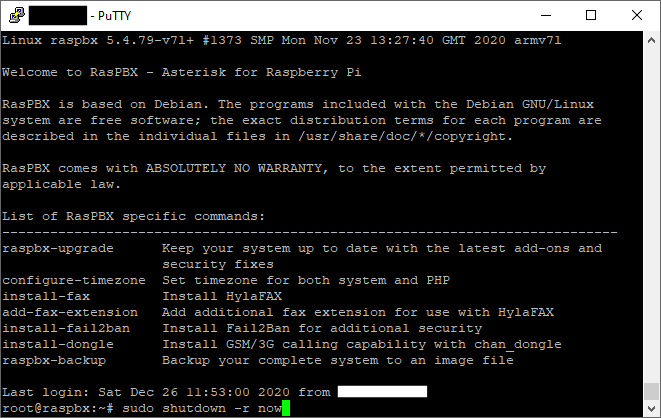 - PuTTY
Linux raspbx 5.4.79-v7l+ #1373 SMP Mon Nov 23 13:27:40 GMT 2020 armv7l
Welcome to RasPBX - Asterisk for Raspberry Pi
RasPBX is based on Debian. The programs included with the Debian GNU/Linux
system are free software; the exact distribution terms for each program are
described in the individual files in /usr/share/doc/*/copyright.
RasPBX comes with ABSOLUTELY NO WARRANTY, to the extent permitted by
applicable law.
List of RasPBX specific commands:
-----------------------------------------------------------------------------
raspbx-upgrade      Keep your system up to date with the latest add-ons and
                    security fixes
configure-timezone  Set timezone for both system and PHP
install-fax         Install HylaFAX
add-fax-extension   Add additional fax extension for use with HylaFAX
install-fail2ban    Install Fail2Ban for additional security
install-dongle      Install GSM/3G calling capability with chan_dongle
raspbx-backup       Backup your complete system to an image file
Last login: Sat Dec 26 11:53:00 2020 from
root@raspbx:~# sudo shutdown -r now